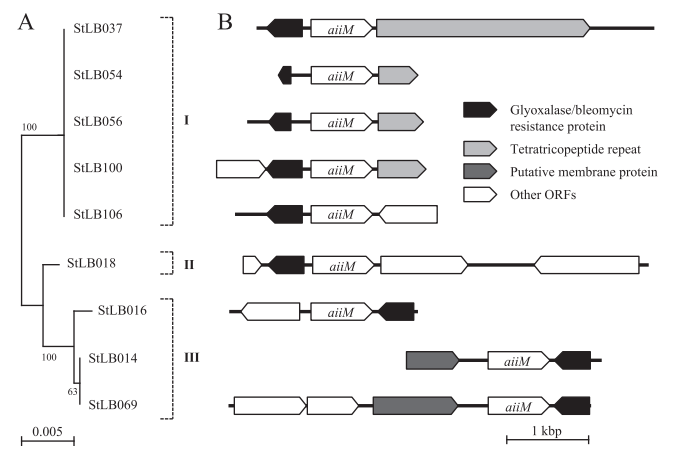 A
B
StLB037
aiiM
StLB054
aiiM
Glyoxalase/bleomycin
resistance protein
100
StLB056
I
aiiM
Tetratricopeptide repeat
StLB100
aiiM
Putative membrane protein
Other ORFs
StLB106
aiiM
StLB018
II
aiiM
StLB016
aiiM
100
StLB014
III
aiiM
63
StLB069
aiiM
0.005
1 kbp